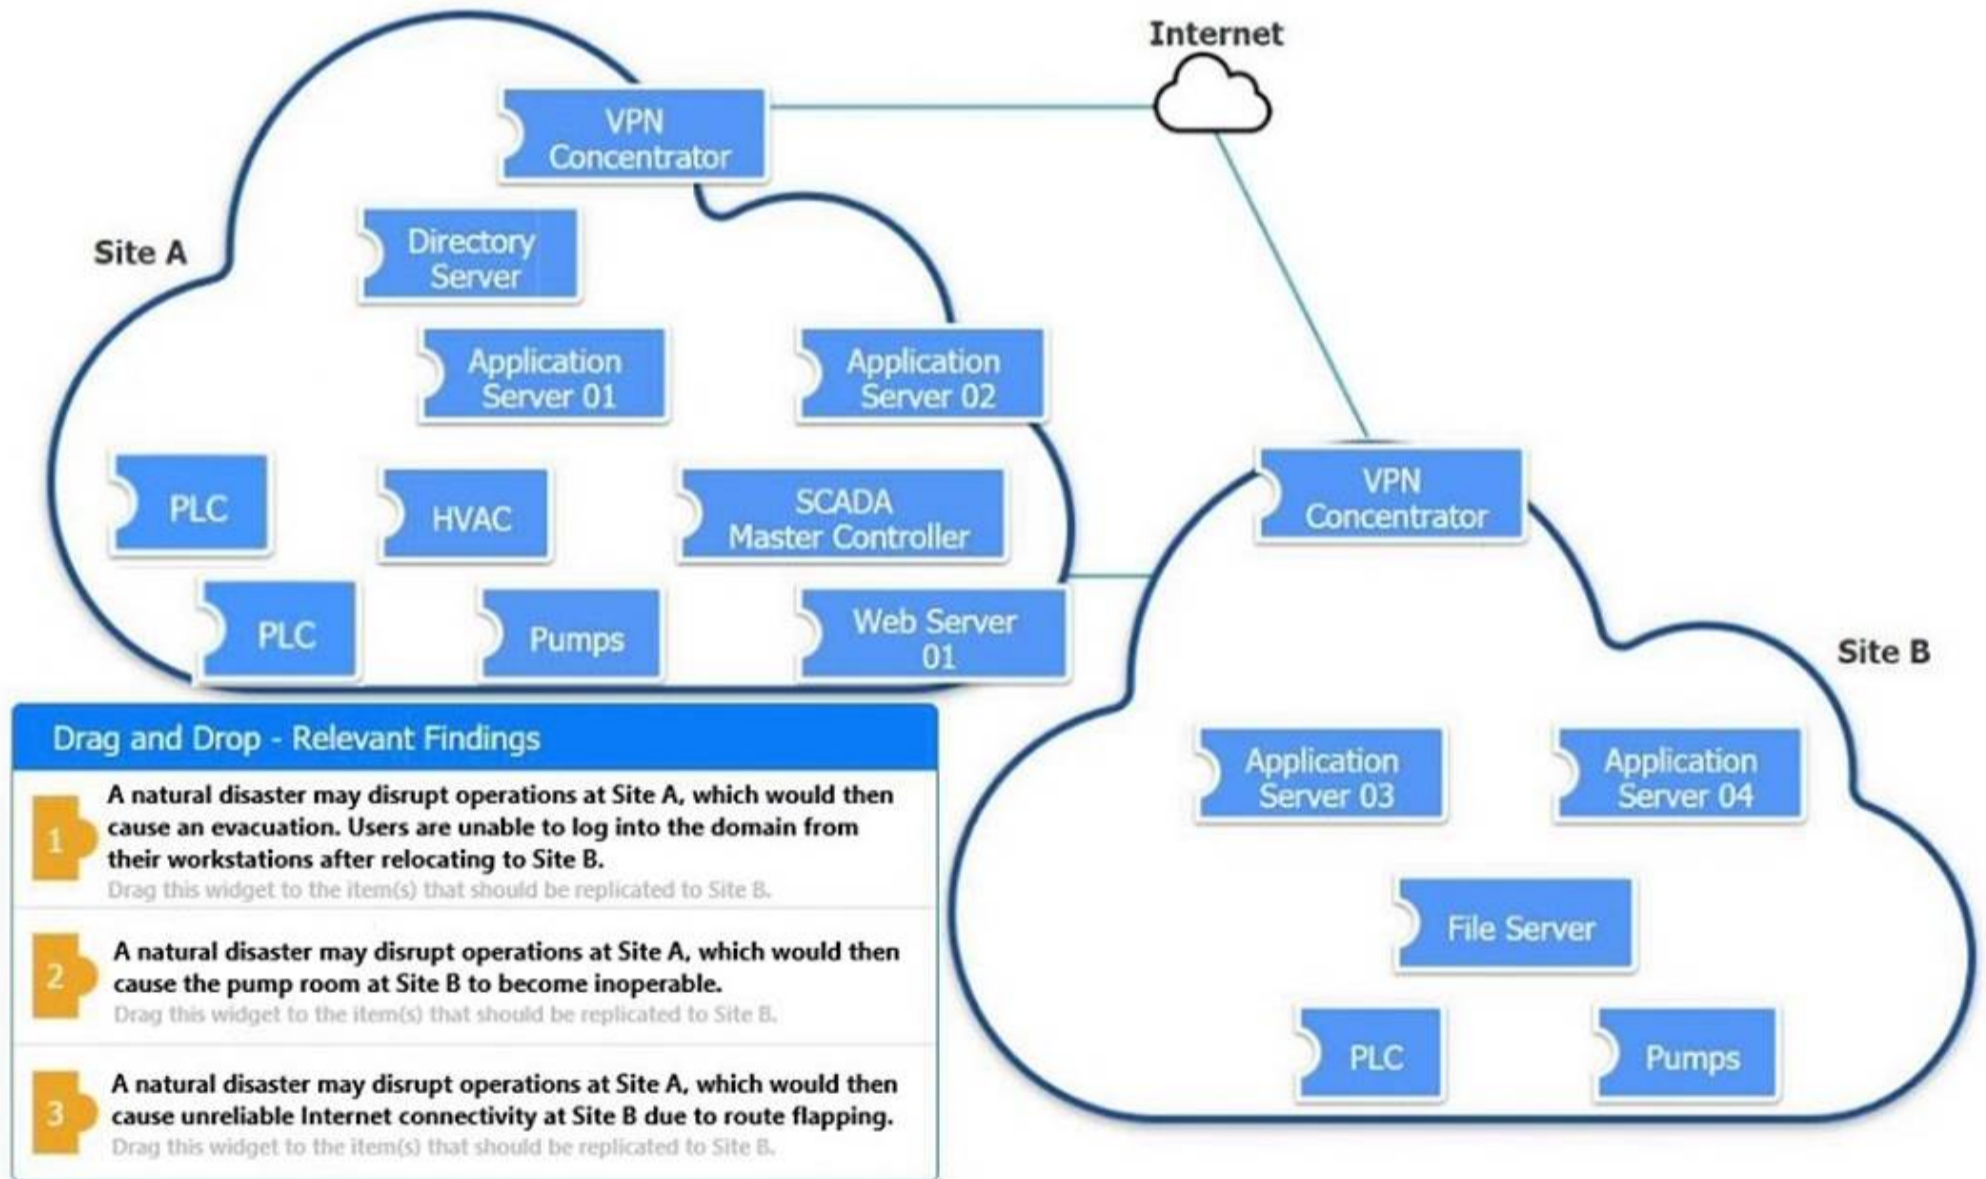 Internet
VPN
Concentrator
Site A
Directory
Server
Application
Server 01
Application
Server 02
PLC
HVAC
SCADA
Master Controller
VPN
Concentrator
PLC
Pumps
Web Server
01
Site B
Drag and Drop - Relevant Findings
1
A natural disaster may disrupt operations at Site A, which would then
cause an evacuation. Users are unable to log into the domain from
their workstations after relocating to Site B.
Drag this widget to the item(s) that should be replicated to Site B.
2
A natural disaster may disrupt operations at Site A, which would then
cause the pump room at Site B to become inoperable.
Drag this widget to the item(s) that should be replicated to Site B.
3
A natural disaster may disrupt operations at Site A, which would then
cause unreliable Internet connectivity at Site B due to route flapping.
Drag this widget to the item(s) that should be replicated to Site B.
Application
Server 03
Application
Server 04
File Server
PLC
Pumps